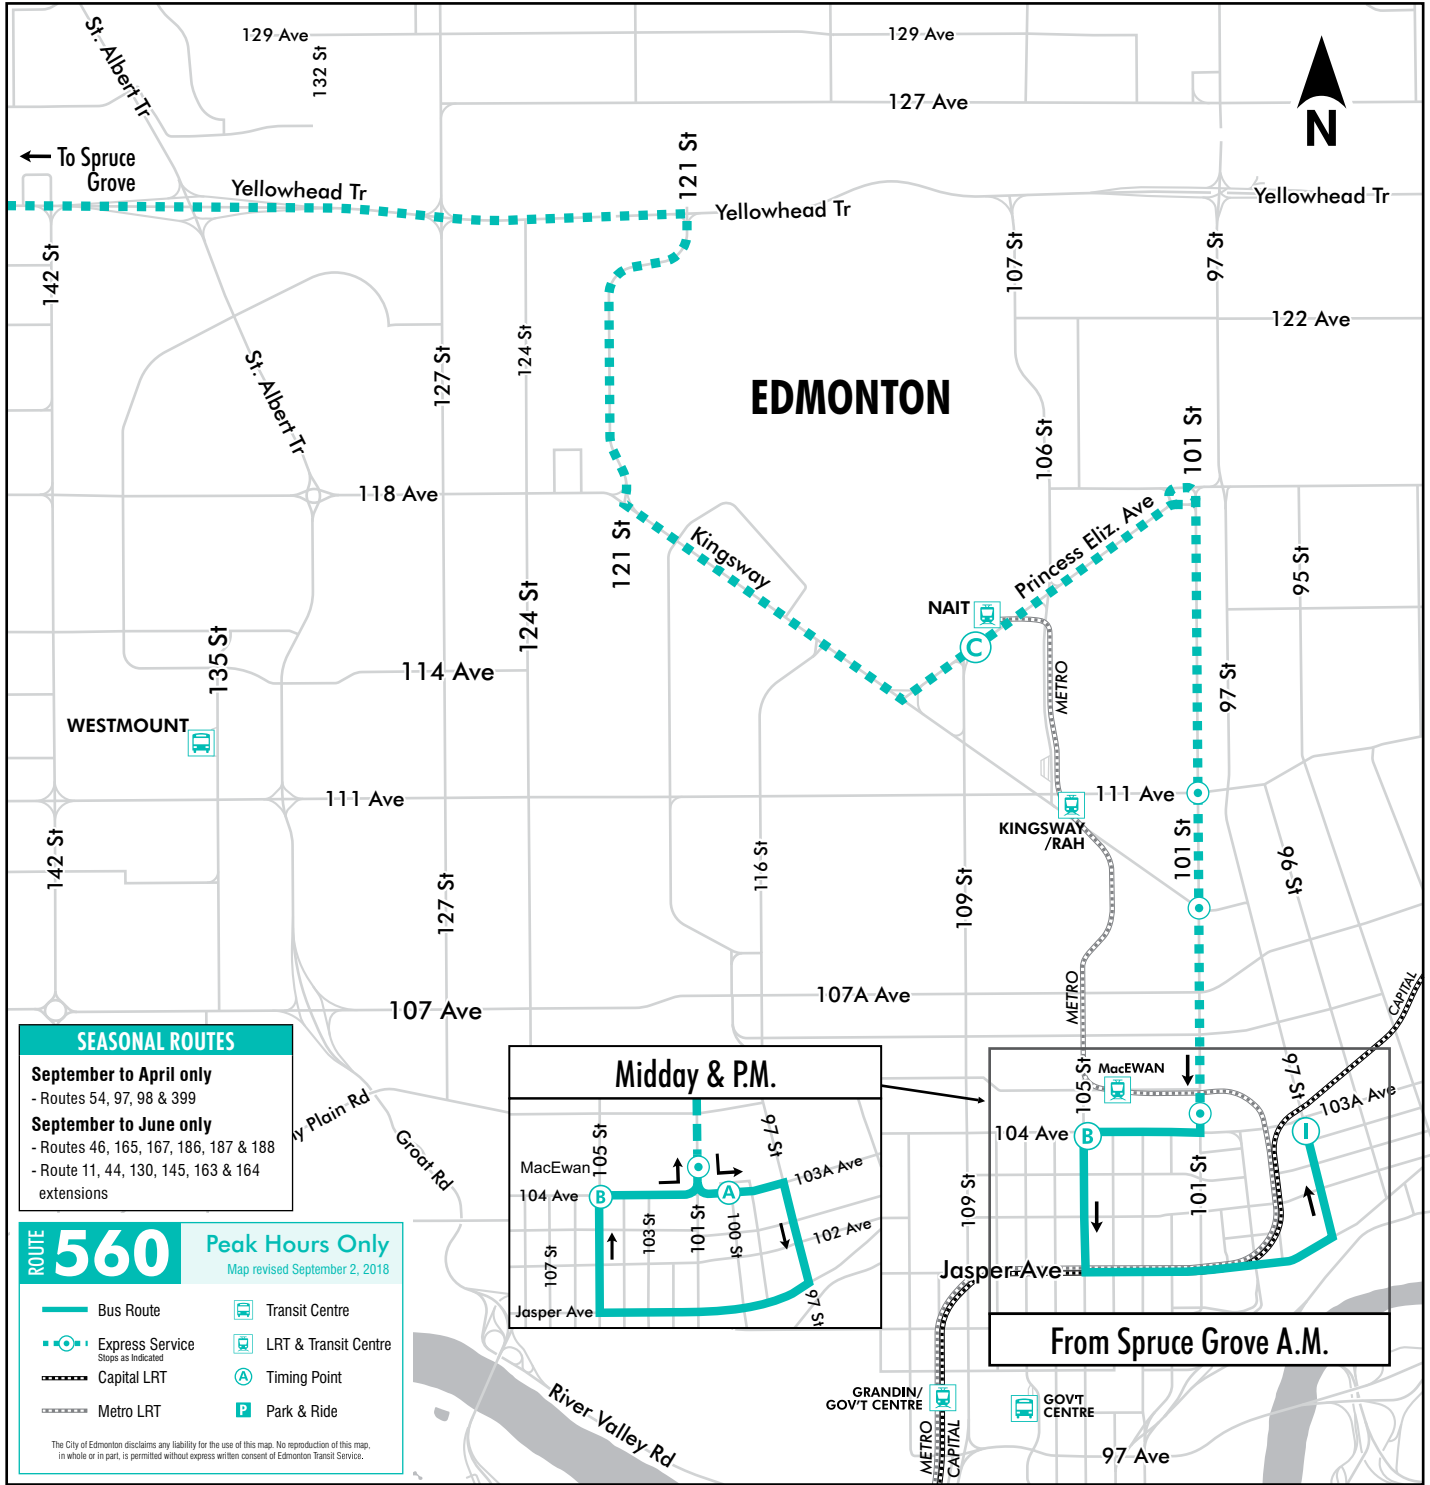 129 Ave
129 Ave
St. Albert Tr
132 St
127 Ave
N
To Spruce
Grove
121 St
Yellowhead Tr
Yellowhead Tr
Yellowhead Tr
142 St
107 St
97 St
122 Ave
St. Albert Tr
127 St
124 St
EDMONTON
106 St
101 St
118 Ave
121 St
Kingsway
Princess Eliz. Ave
95 St
124 St
NAIT
C
135 St
114 Ave
METRO
97 St
WESTMOUNT
111 Ave
111 Ave
KINGSWAY
/RAH
142 St
127 St
116 St
109 St
101 St
96 St
107A Ave
107 Ave
METRO
CAPITAL
SEASONAL ROUTES
September to April only
- Routes 54, 97, 98 & 399
September to June only
- Routes 46, 165, 167, 186, 187 & 188
- Route 11, 44, 130, 145, 163 & 164
extensions
ny Plain Rd
Groat Rd
Midday & P.M.
105 St
97 St
MacEwan
103A Ave
104 Ave
B
A
107 St
103 St
101 St
100 St
102 Ave
Jasper Ave
97 St
105 St
MacEWAN
97 St
103A Ave
104 Ave
B
I
109 St
101 St
Jasper Ave
From Spruce Grove A.M.
ROUTE
560
Peak Hours Only
Map revised September 2, 2018
Bus Route
Transit Centre
Express Service
Stops as Indicated
LRT & Transit Centre
Capital LRT
A
Timing Point
Metro LRT
P
Park & Ride
The City of Edmonton disclaims any liability for the use of this map. No reproduction of this map,
in whole or in part, is permitted without express written consent of Edmonton Transit Service.
River Valley Rd
GRANDIN/
GOV'T CENTRE
GOV'T
CENTRE
METRO
CAPITAL
97 Ave